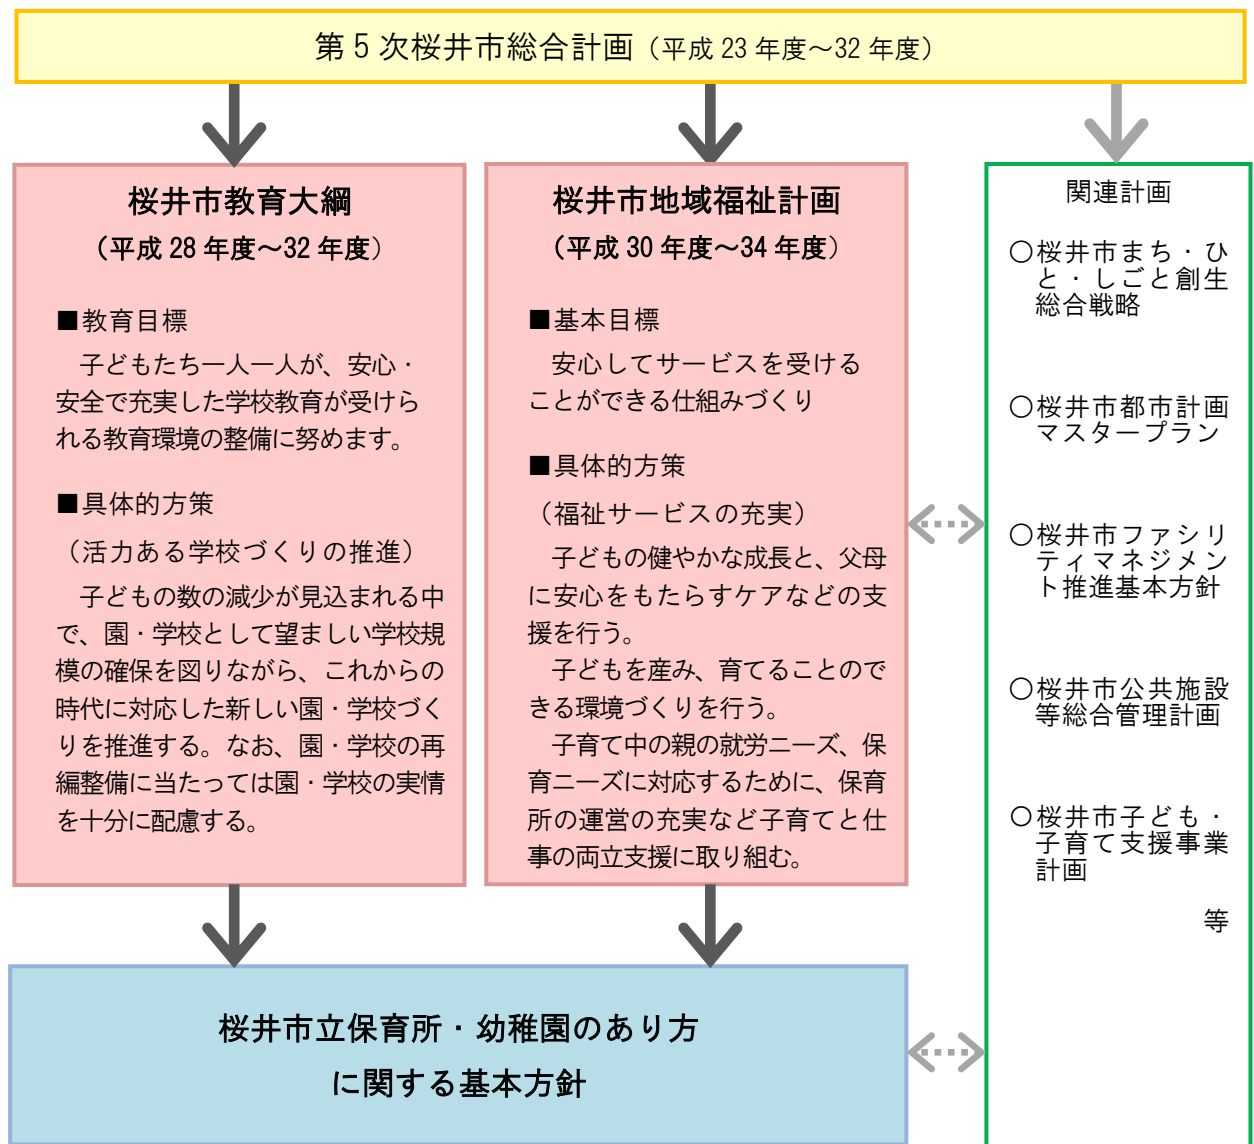 第5次桜井市総合計画（平成 23 年度～32 年度）
桜井市教育大綱
（平成 28 年度～32 年度）
■教育目標
子どもたち一人一人が、安心・
安全で充実した学校教育が受けら
れる教育環境の整備に努めます。
■具体的方策
（活力ある学校づくりの推進）
子どもの数の減少が見込まれる中
で、園・学校として望ましい学校規
模の確保を図りながら、これからの
時代に対応した新しい園・学校づく
りを推進する。なお、園・学校の再
編整備に当たっては園・学校の実情
を十分に配慮する。
桜井市地域福祉計画
（平成 30 年度～34 年度）
■基本目標
安心してサービスを受ける
ことができる仕組みづくり
■具体的方策
（福祉サービスの充実）
子どもの健やかな成長と、父母
に安心をもたらすケアなどの支
援を行う。
子どもを産み、育てることので
きる環境づくりを行う。
子育て中の親の就労ニーズ、保
育ニーズに対応するために、保育
所の運営の充実など子育てと仕
事の両立支援に取り組む。
関連計画
○桜井市まち・ひ
と・しごと創生
総合戦略
○桜井市都市計画
マスタープラン
○桜井市ファシリ
ティマネジメン
ト推進基本方針
○桜井市公共施設
等総合管理計画
○桜井市子ども・
子育て支援事業
計画
等
桜井市立保育所・幼稚園のあり方
に関する基本方針